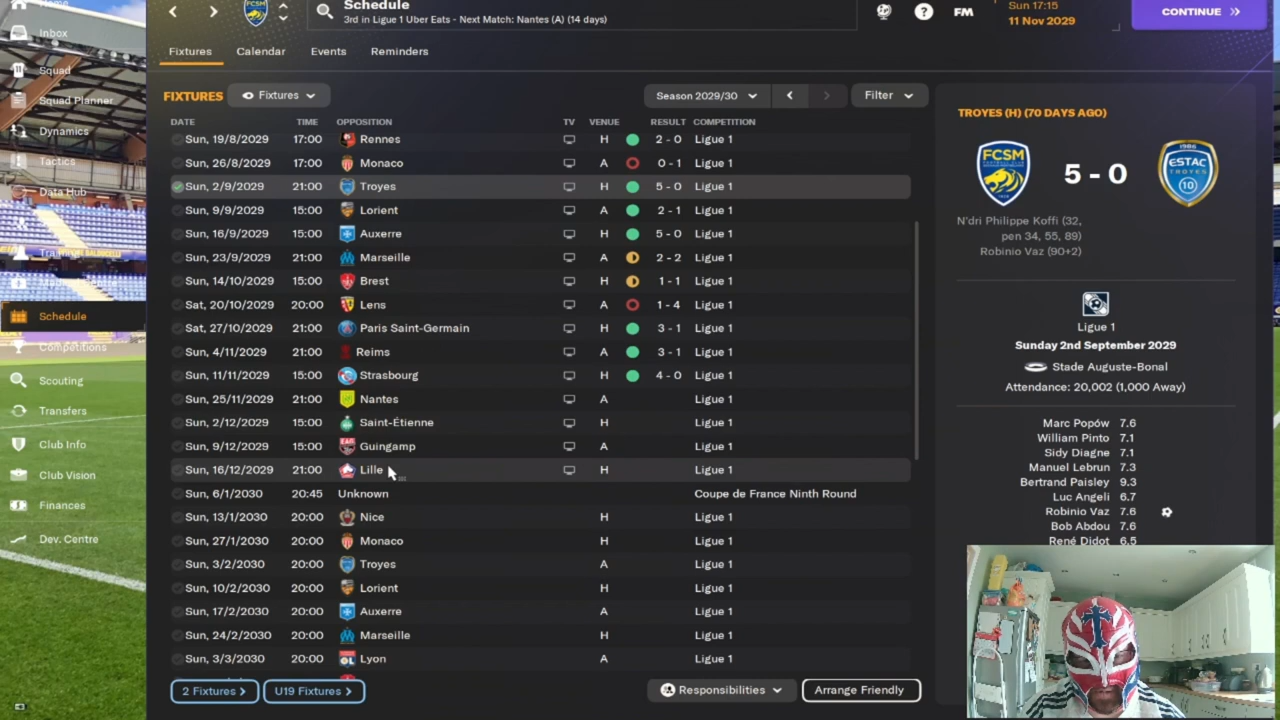 Home
Inbox
Squad
Squad Planner
Dynamics
Tactics
Data Hub
Schedule
Competitions
Scouting
Transfers
Club Info
Club Vision
Finances
Dev. Centre
FCSM
Schedule
3rd in Ligue 1 Uber Eats - Next Match: Nantes (A) (14 days)
? FM
Sun 17:15
11 Nov 2029
CONTINUE
Fixtures Calendar Events Reminders
FIXTURES Fixtures Season 2029/30 Filter
DATE TIME OPPOSITION TV VENUE RESULT COMPETITION
Sun, 19/8/2029 17:00 Rennes H 2 - 0 Ligue 1
Sun, 26/8/2029 17:00 Monaco A 0 - 1 Ligue 1
Sun, 2/9/2029 21:00 Troyes H 5 - 0 Ligue 1
Sun, 9/9/2029 15:00 Lorient A 2 - 1 Ligue 1
Sun, 16/9/2029 15:00 Auxerre H 5 - 0 Ligue 1
Sun, 23/9/2029 21:00 Marseille A 2 - 2 Ligue 1
Sun, 14/10/2029 15:00 Brest H 1 - 1 Ligue 1
Sat, 20/10/2029 20:00 Lens A 1 - 4 Ligue 1
Sat, 27/10/2029 21:00 Paris Saint-Germain H 3 - 1 Ligue 1
Sun, 4/11/2029 21:00 Reims A 3 - 1 Ligue 1
Sun, 11/11/2029 15:00 Strasbourg H 4 - 0 Ligue 1
Sun, 25/11/2029 21:00 Nantes A Ligue 1
Sun, 2/12/2029 15:00 Saint-Étienne H Ligue 1
Sun, 9/12/2029 15:00 Guingamp A Ligue 1
Sun, 16/12/2029 21:00 Lille H Ligue 1
Sun, 6/1/2030 20:45 Unknown Coupe de France Ninth Round
Sun, 13/1/2030 20:00 Nice H Ligue 1
Sun, 27/1/2030 20:00 Monaco H Ligue 1
Sun, 3/2/2030 20:00 Troyes A Ligue 1
Sun, 10/2/2030 20:00 Lorient H Ligue 1
Sun, 17/2/2030 20:00 Auxerre A Ligue 1
Sun, 24/2/2030 20:00 Marseille H Ligue 1
Sun, 3/3/2030 20:00 Lyon A Ligue 1
2 Fixtures > U19 Fixtures > Responsibilities Arrange Friendly
TROYES (H) (70 DAYS AGO)
FCSM 5 - 0 1986 ESTAC TROYES 10
N'dri Philippe Koffi (32,
pen 34, 55, 89)
Robinio Vaz (90+2)
Ligue 1
Sunday 2nd September 2029
Stade Auguste-Bonal
Attendance: 20,002 (1,000 Away)
Marc Popów 7.6
William Pinto 7.1
Sidy Diagne 7.1
Manuel Lebrun 7.3
Bertrand Paisley 9.3
Luc Angeli 6.7
Robinio Vaz 7.6
Bob Abdou 7.6
René Didot 6.5